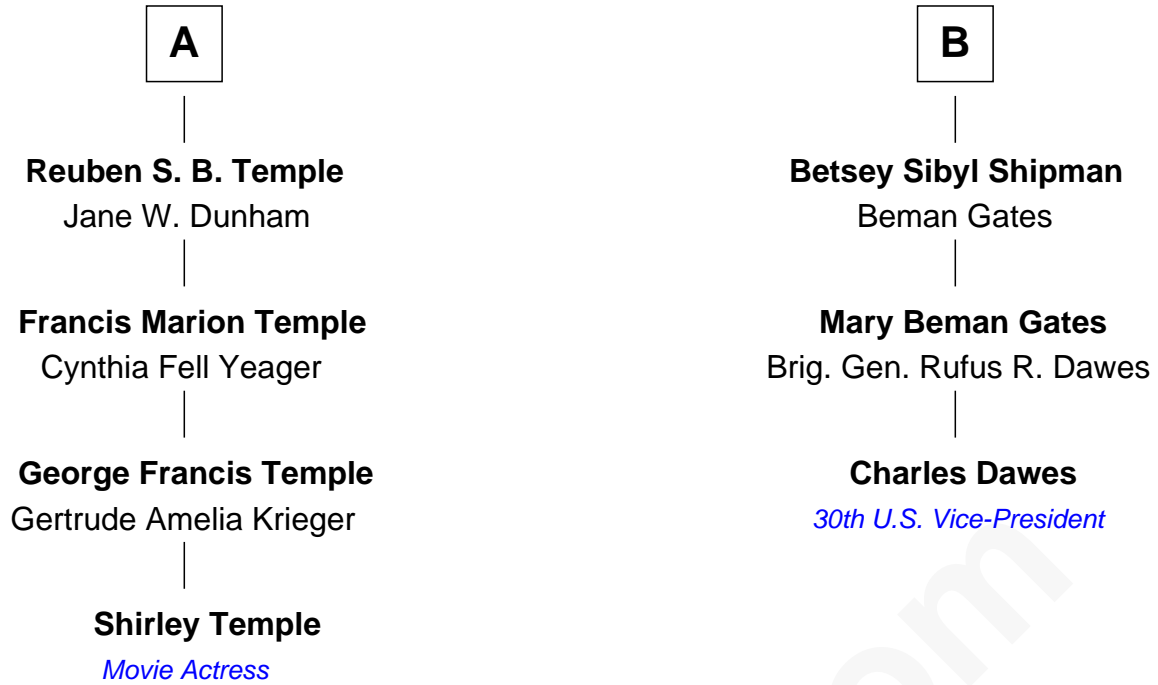 A
Reuben S. B. Temple
Jane W. Dunham
Francis Marion Temple
Cynthia Fell Yeager
George Francis Temple
Gertrude Amelia Krieger
Shirley Temple
Movie Actress
B
Betsey Sibyl Shipman
Beman Gates
Mary Beman Gates
Brig. Gen. Rufus R. Dawes
Charles Dawes
30th U.S. Vice-President
om